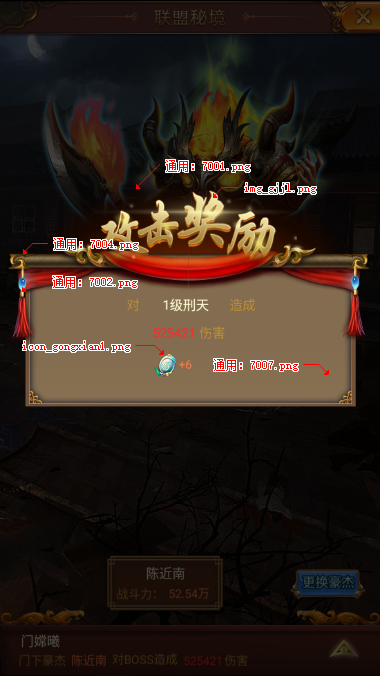 联盟秘境
通用：7001.png
img_gjjl.png
攻击奖励
通用：7004.png
通用：7002.png
对 1级刑天 造成
525421 伤害
icon_gongxian1.png
+6
通用：7007.png
陈近南
战斗力： 52.54万
更换豪杰
门嫦曦
门下豪杰 陈近南 对BOSS造成 525421 伤害